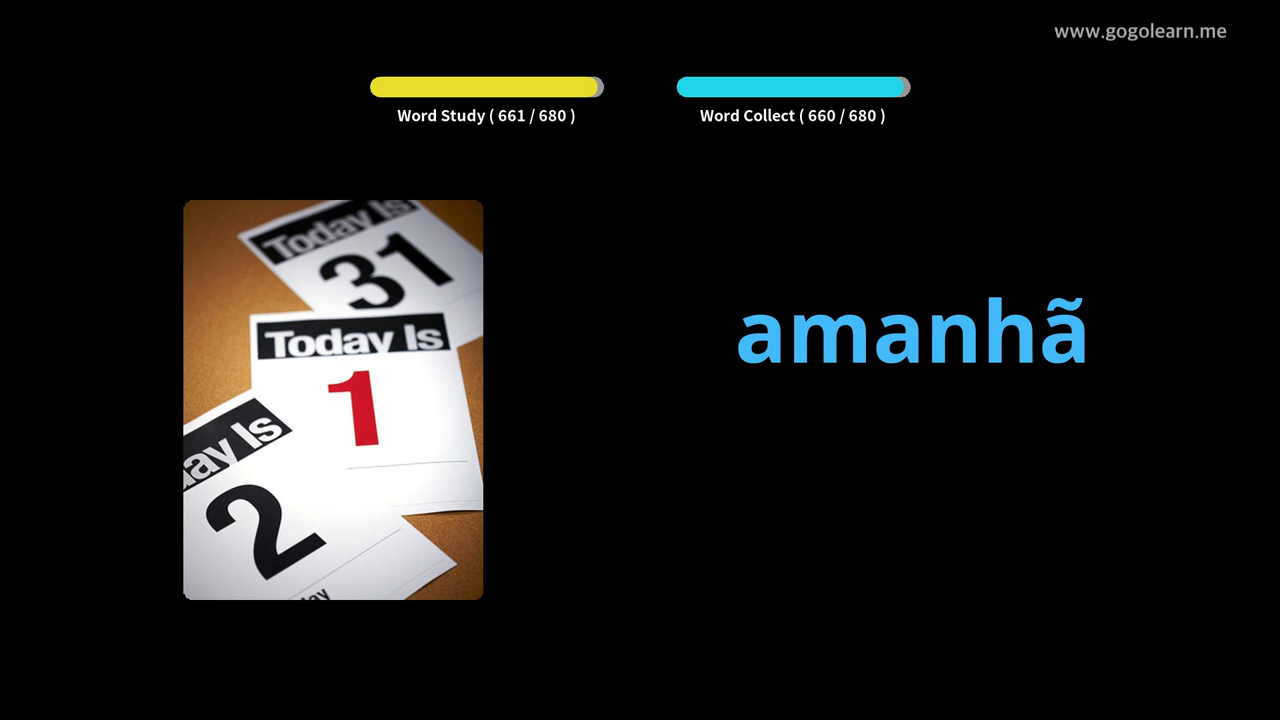 www.gogolearn.me
Word Study ( 661 / 680 )
Word Collect ( 660 / 680 )
Today Is
31
Today Is
1
ay Is
2
amanhã